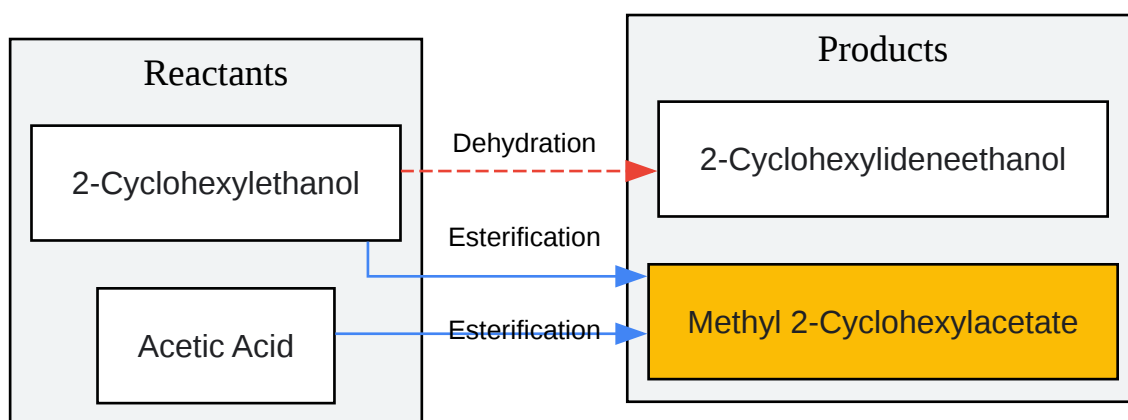 Reactants
2-Cyclohexylethanol
Acetic Acid
Dehydration
Esterification
Esterification
Products
2-Cyclohexylideneethanol
Methyl 2-Cyclohexylacetate